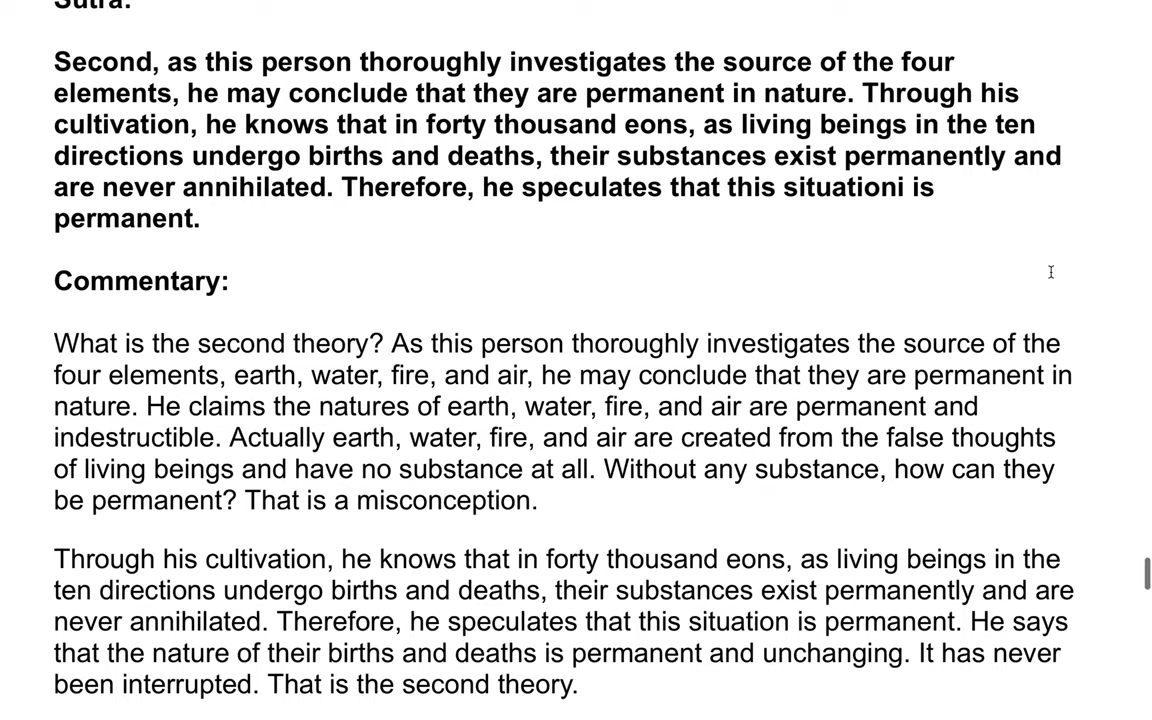 Sutra:
Second, as this person thoroughly investigates the source of the four
elements, he may conclude that they are permanent in nature. Through his
cultivation, he knows that in forty thousand eons, as living beings in the ten
directions undergo births and deaths, their substances exist permanently and
are never annihilated. Therefore, he speculates that this situationi is
permanent.
Commentary:
What is the second theory? As this person thoroughly investigates the source of the
four elements, earth, water, fire, and air, he may conclude that they are permanent in
nature. He claims the natures of earth, water, fire, and air are permanent and
indestructible. Actually earth, water, fire, and air are created from the false thoughts
of living beings and have no substance at all. Without any substance, how can they
be permanent? That is a misconception.
Through his cultivation, he knows that in forty thousand eons, as living beings in the
ten directions undergo births and deaths, their substances exist permanently and are
never annihilated. Therefore, he speculates that this situation is permanent. He says
that the nature of their births and deaths is permanent and unchanging. It has never
been interrupted. That is the second theory.